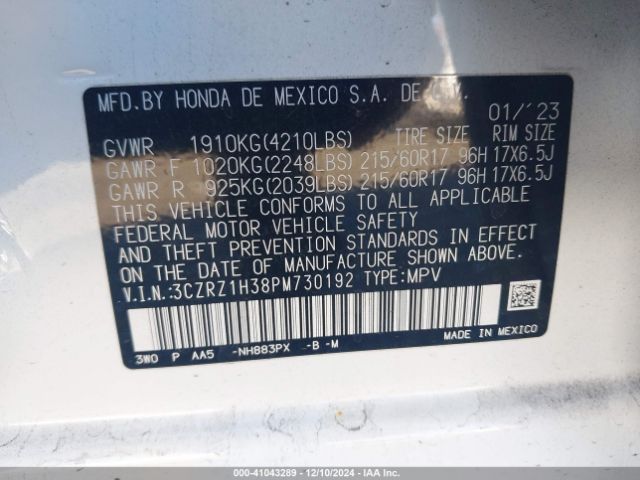 MFD.BY HONDA DE MEXICO S.A. DE C.V. 01/'23
GVWR 1910KG(4210LBS) TIRE SIZE RIM SIZE
GAWR F 1020KG(2248LBS) 215/60R17 96H 17X6.5J
GAWR R 925KG(2039LBS) 215/60R17 96H 17X6.5J
THIS VEHICLE CONFORMS TO ALL APPLICABLE
FEDERAL MOTOR VEHICLE SAFETY
AND THEFT PREVENTION STANDARDS IN EFFECT
ON THE DATE OF MANUFACTURE SHOWN ABOVE.
V.I.N.:3CZRZ1H38PM730192 TYPE:MPV
3W0 P AA5 -NH883PX -B -M
MADE IN MEXICO
000-41043289 - 12/10/2024 - IAA Inc.